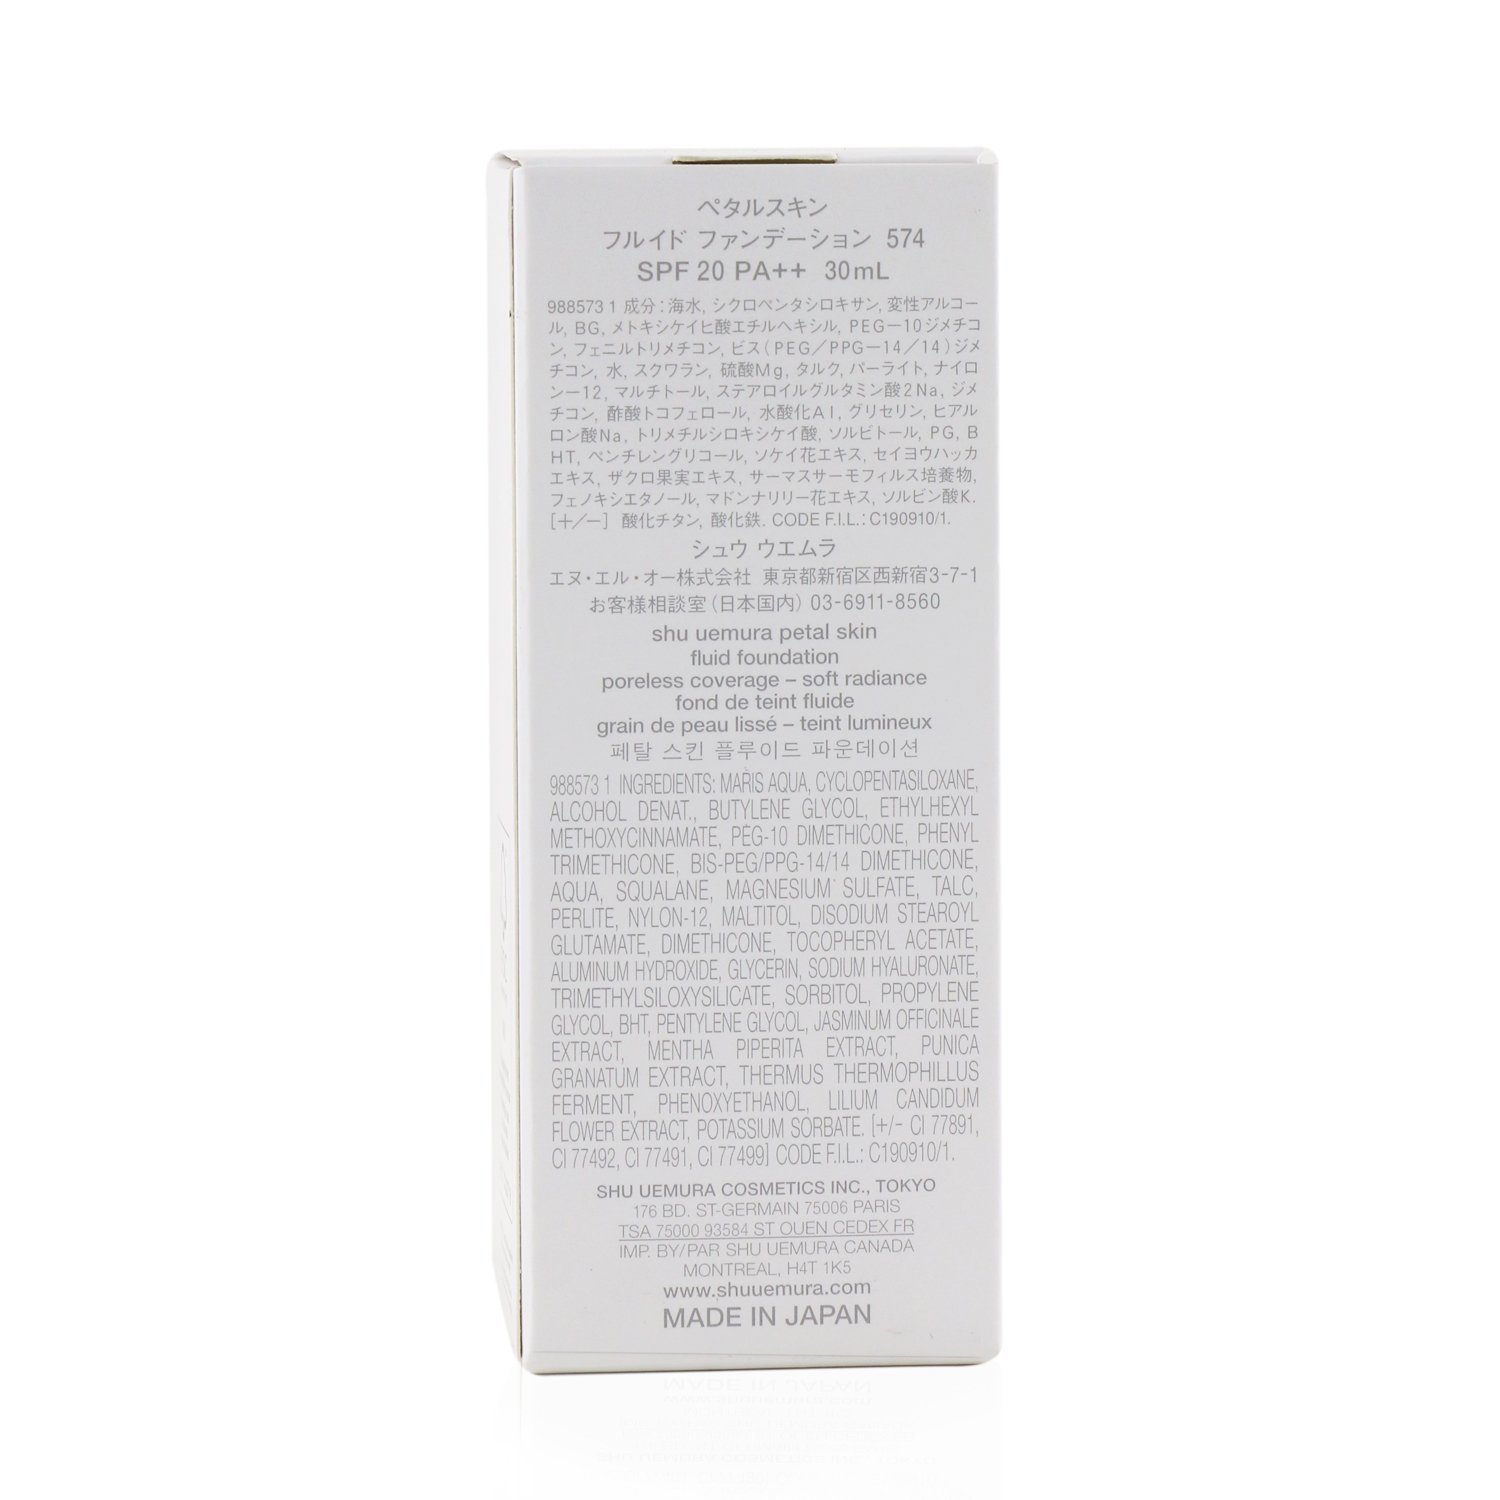 ペタルスキン
フルイド ファンデーション 574
SPF 20 PA++ 30mL
988573 1 成分:海水, シクロペンタシロキサン, 変性アルコー
ル, BG, メトキシケイヒ酸エチルヘキシル, PEG－10ジメチコ
ン, フェニルトリメチコン, ビス(PEG／PPG－14／14)ジメ
チコン, 水, スクワラン, 硫酸Mg, タルク, パーライト, ナイロ
ン－12, マルチトール, ステアロイルグルタミン酸2Na, ジメ
チコン, 酢酸トコフェロール, 水酸化Al, グリセリン, ヒアル
ロン酸Na, トリメチルシロキシケイ酸, ソルビトール, PG, B
HT, ペンチレングリコール, ソケイ花エキス, セイヨウハッカ
エキス, ザクロ果実エキス, サーマスサーモフィルス培養物,
フェノキシエタノール, マドンナリリー花エキス, ソルビン酸K.
[＋／－] 酸化チタン, 酸化鉄. CODE F.I.L.: C190910/1.
シュウ ウエムラ
エヌ・エル・オー株式会社 東京都新宿区西新宿3-7-1
お客様相談室(日本国内) 03-6911-8560
shu uemura petal skin
fluid foundation
poreless coverage – soft radiance
fond de teint fluide
grain de peau lissé – teint lumineux
페탈 스킨 플루이드 파운데이션
988573 1 INGREDIENTS: MARIS AQUA, CYCLOPENTASILOXANE,
ALCOHOL DENAT., BUTYLENE GLYCOL, ETHYLHEXYL
METHOXYCINNAMATE, PEG-10 DIMETHICONE, PHENYL
TRIMETHICONE, BIS-PEG/PPG-14/14 DIMETHICONE,
AQUA, SQUALANE, MAGNESIUM SULFATE, TALC,
PERLITE, NYLON-12, MALTITOL, DISODIUM STEAROYL
GLUTAMATE, DIMETHICONE, TOCOPHERYL ACETATE,
ALUMINUM HYDROXIDE, GLYCERIN, SODIUM HYALURONATE,
TRIMETHYLSILOXYSILICATE, SORBITOL, PROPYLENE
GLYCOL, BHT, PENTYLENE GLYCOL, JASMINUM OFFICINALE
EXTRACT, MENTHA PIPERITA EXTRACT, PUNICA
GRANATUM EXTRACT, THERMUS THERMOPHILLUS
FERMENT, PHENOXYETHANOL, LILIUM CANDIDUM
FLOWER EXTRACT, POTASSIUM SORBATE. [+/- CI 77891,
CI 77492, CI 77491, CI 77499] CODE F.I.L.: C190910/1.
SHU UEMURA COSMETICS INC., TOKYO
176 BD. ST-GERMAIN 75006 PARIS
TSA 75000 93584 ST OUEN CEDEX FR
IMP. BY/PAR SHU UEMURA CANADA
MONTREAL, H4T 1K5
www.shuuemura.com
MADE IN JAPAN